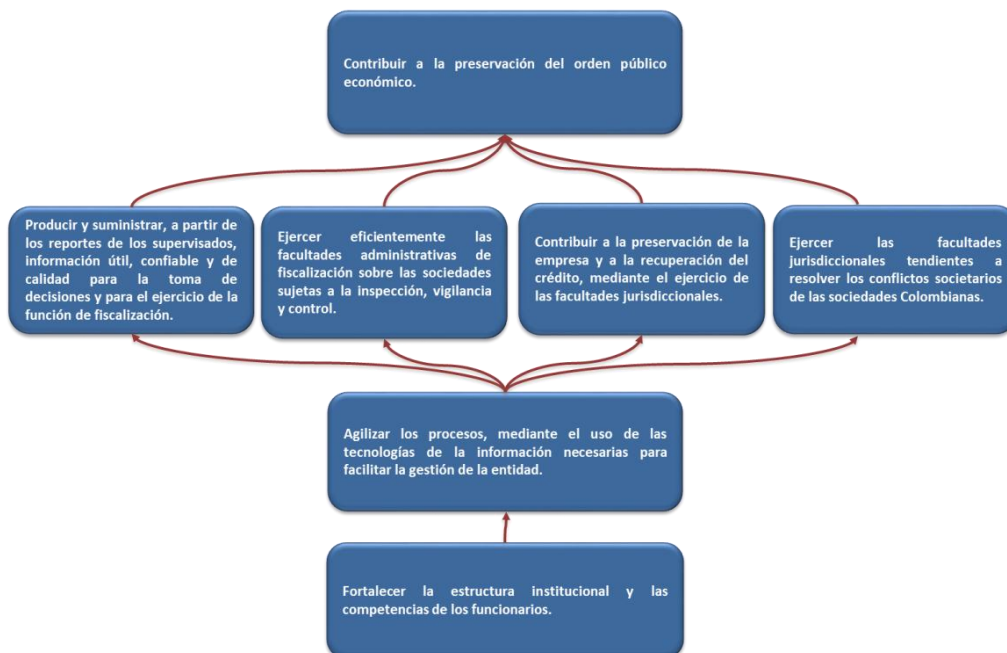 Contribuir a la preservación del orden público
económico.
Producir y suministrar, a partir de
los reportes de los supervisados,
información útil, confiable y de
calidad para la toma de
decisiones y para el ejercicio de la
función de fiscalización.
Ejercer eficientemente las
facultades administrativas de
fiscalización sobre las sociedades
sujetas a la inspección, vigilancia
y control.
Contribuir a la preservación de la
empresa y a la recuperación del
crédito, mediante el ejercicio de
las facultades jurisdiccionales.
Ejercer las facultades
jurisdiccionales tendientes a
resolver los conflictos societarios
de las sociedades Colombianas.
Agilizar los procesos, mediante el uso de las
tecnologías de la información necesarias para
facilitar la gestión de la entidad.
Fortalecer la estructura institucional y las
competencias de los funcionarios.